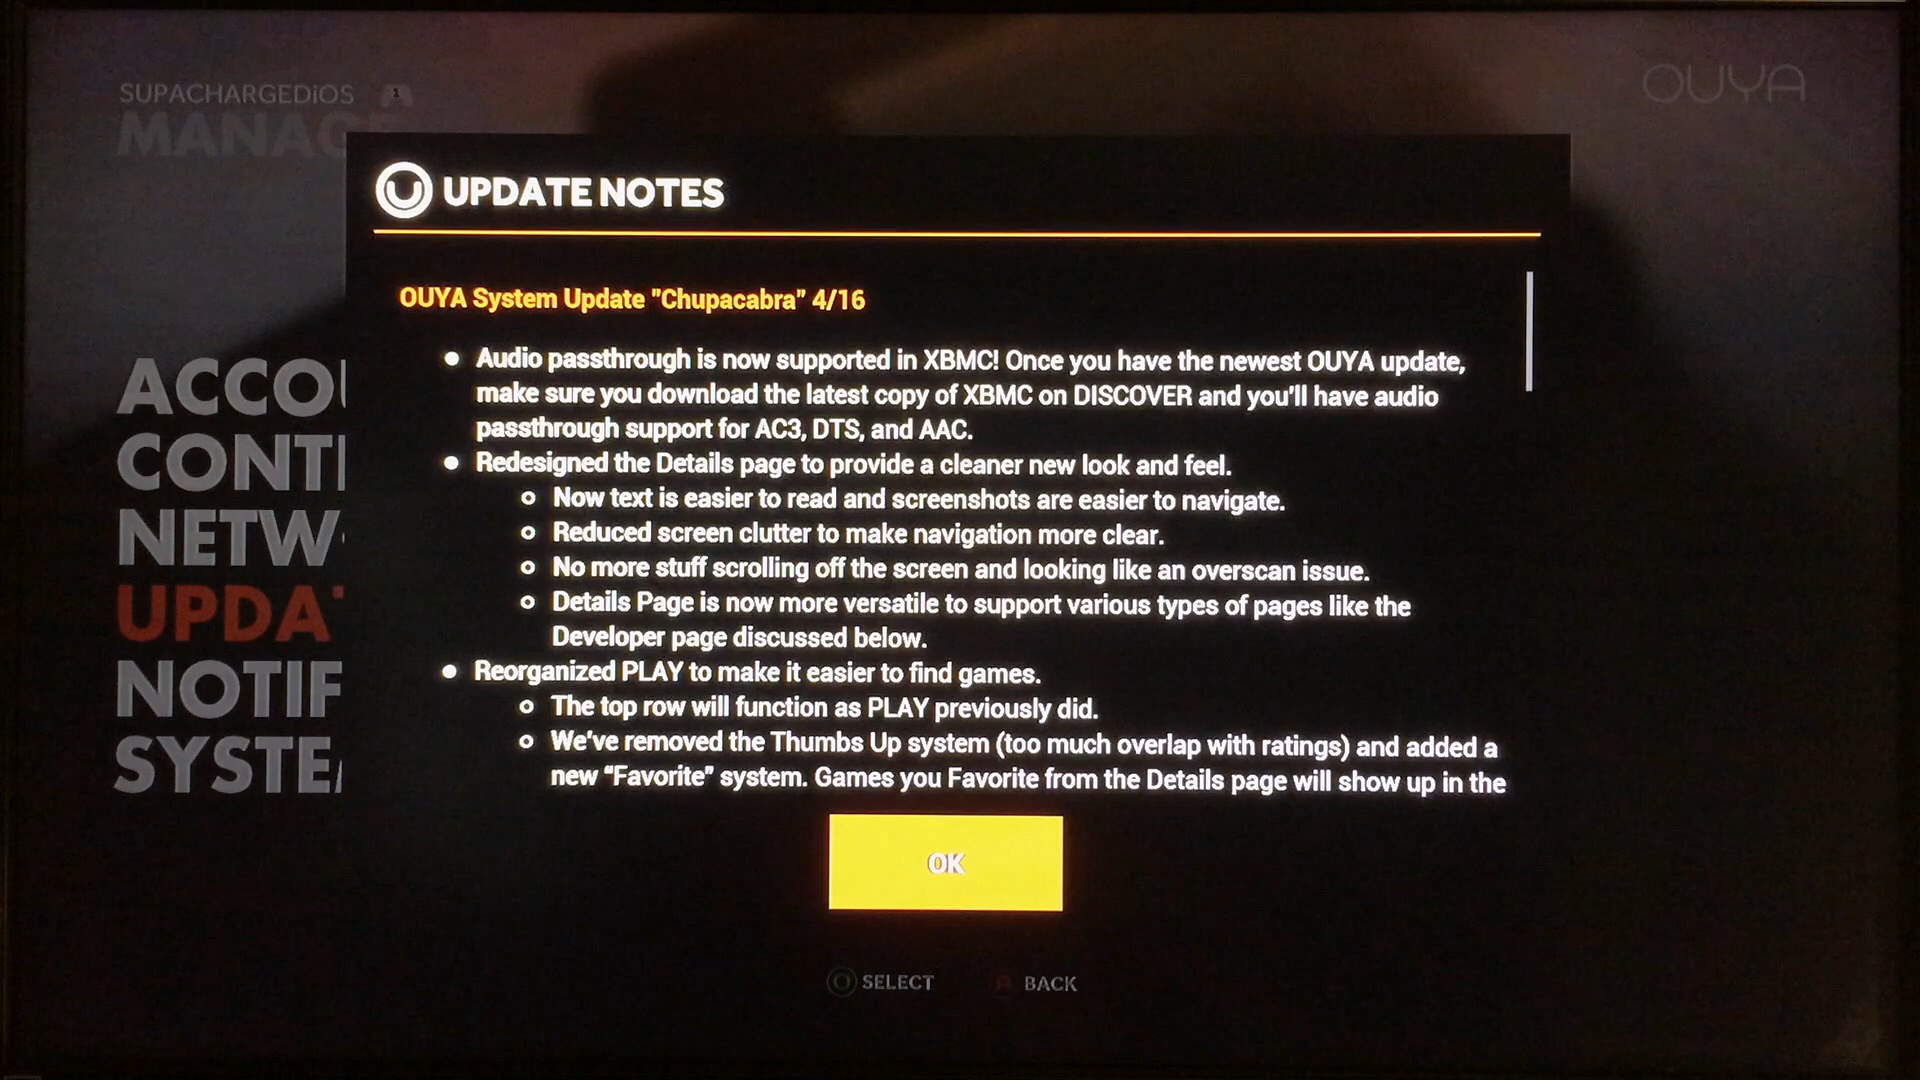 SUPACHARGEDiOS 1
OUYA
MANAGE
UPDATE NOTES
OUYA System Update "Chupacabra" 4/16
● Audio passthrough is now supported in XBMC! Once you have the newest OUYA update,
make sure you download the latest copy of XBMC on DISCOVER and you'll have audio
passthrough support for AC3, DTS, and AAC.
● Redesigned the Details page to provide a cleaner new look and feel.
o Now text is easier to read and screenshots are easier to navigate.
o Reduced screen clutter to make navigation more clear.
o No more stuff scrolling off the screen and looking like an overscan issue.
o Details Page is now more versatile to support various types of pages like the
Developer page discussed below.
● Reorganized PLAY to make it easier to find games.
o The top row will function as PLAY previously did.
o We've removed the Thumbs Up system (too much overlap with ratings) and added a
new “Favorite” system. Games you Favorite from the Details page will show up in the
ACCO
CONT
NETW
UPDA
NOTIF
SYSTE
OK
O SELECT
A BACK